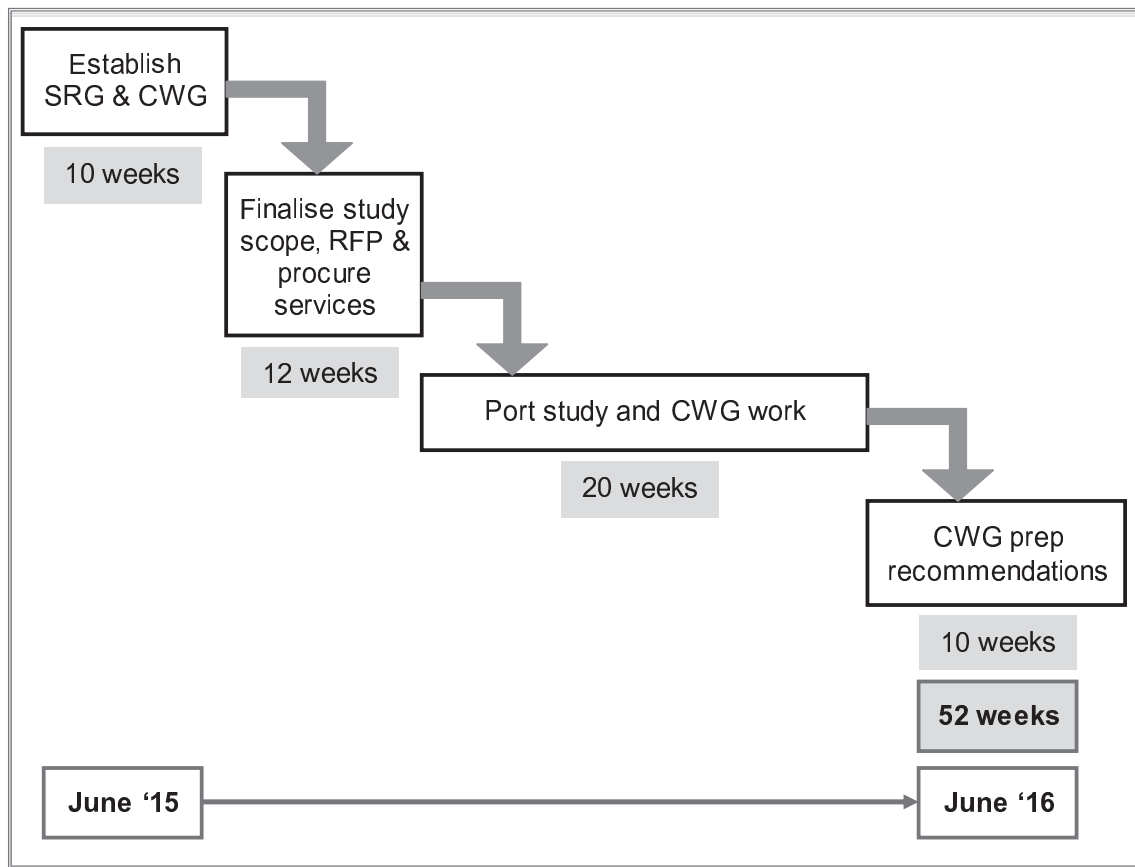 Establish
SRG & CWG
10 weeks
Finalise study
scope, RFP &
procure
services
12 weeks
Port study and CWG work
20 weeks
CWG prep
recommendations
10 weeks
52 weeks
June ‘15
June ‘16